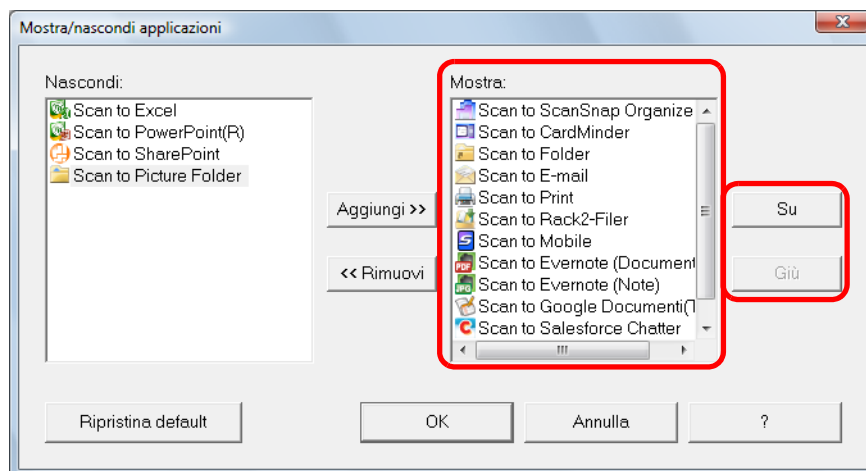 Mostra/nascondi applicazioni
Nascondi:
Scan to Excel
Scan to PowerPoint(R)
Scan to SharePoint
Scan to Picture Folder
Aggiungi >>
<< Rimuovi
Mostra:
Scan to ScanSnap Organize
Scan to CardMinder
Scan to Folder
Scan to E-mail
Scan to Print
Scan to Rack2-Filer
Scan to Mobile
Scan to Evernote (Document
Scan to Evernote (Note)
Scan to Google Documenti(T
Scan to Salesforce Chatter
Su
Giù
Ripristina default
OK
Annulla
?